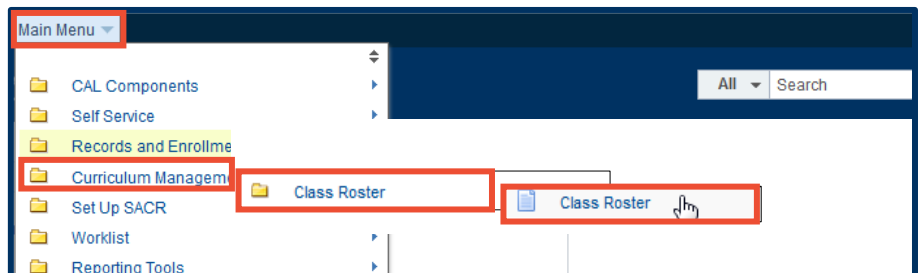 Main Menu
CAL Components
All Search
Self Service
Records and Enrollme
Curriculum Managem
Class Roster
Class Roster
Set Up SACR
Worklist
Reporting Tools